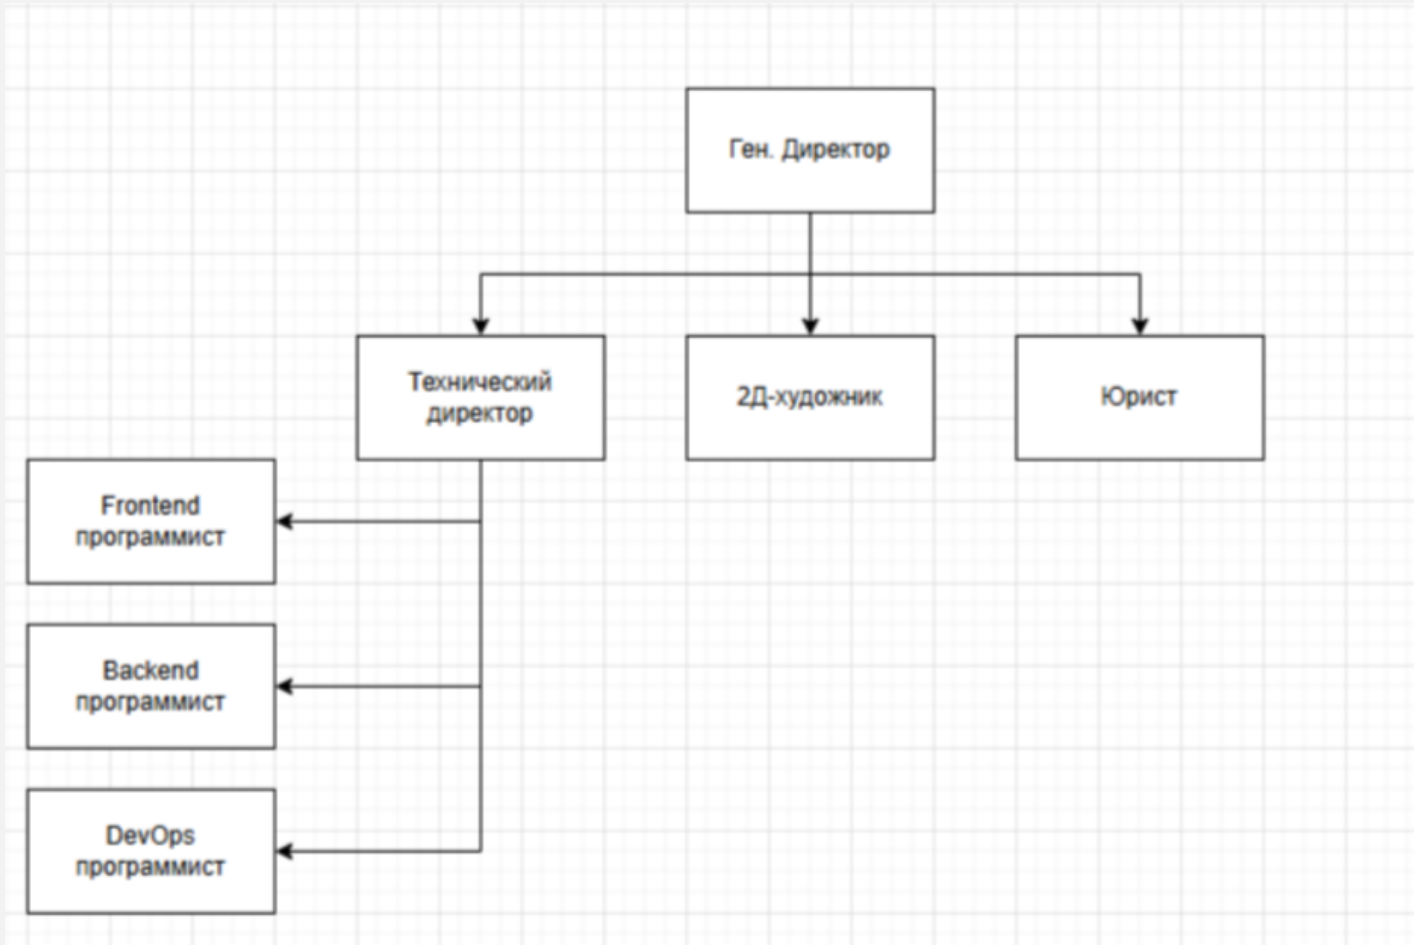 Ген. Директор
Технический
директор
2Д-художник
Юрист
Frontend
программист
Backend
программист
DevOps
программист